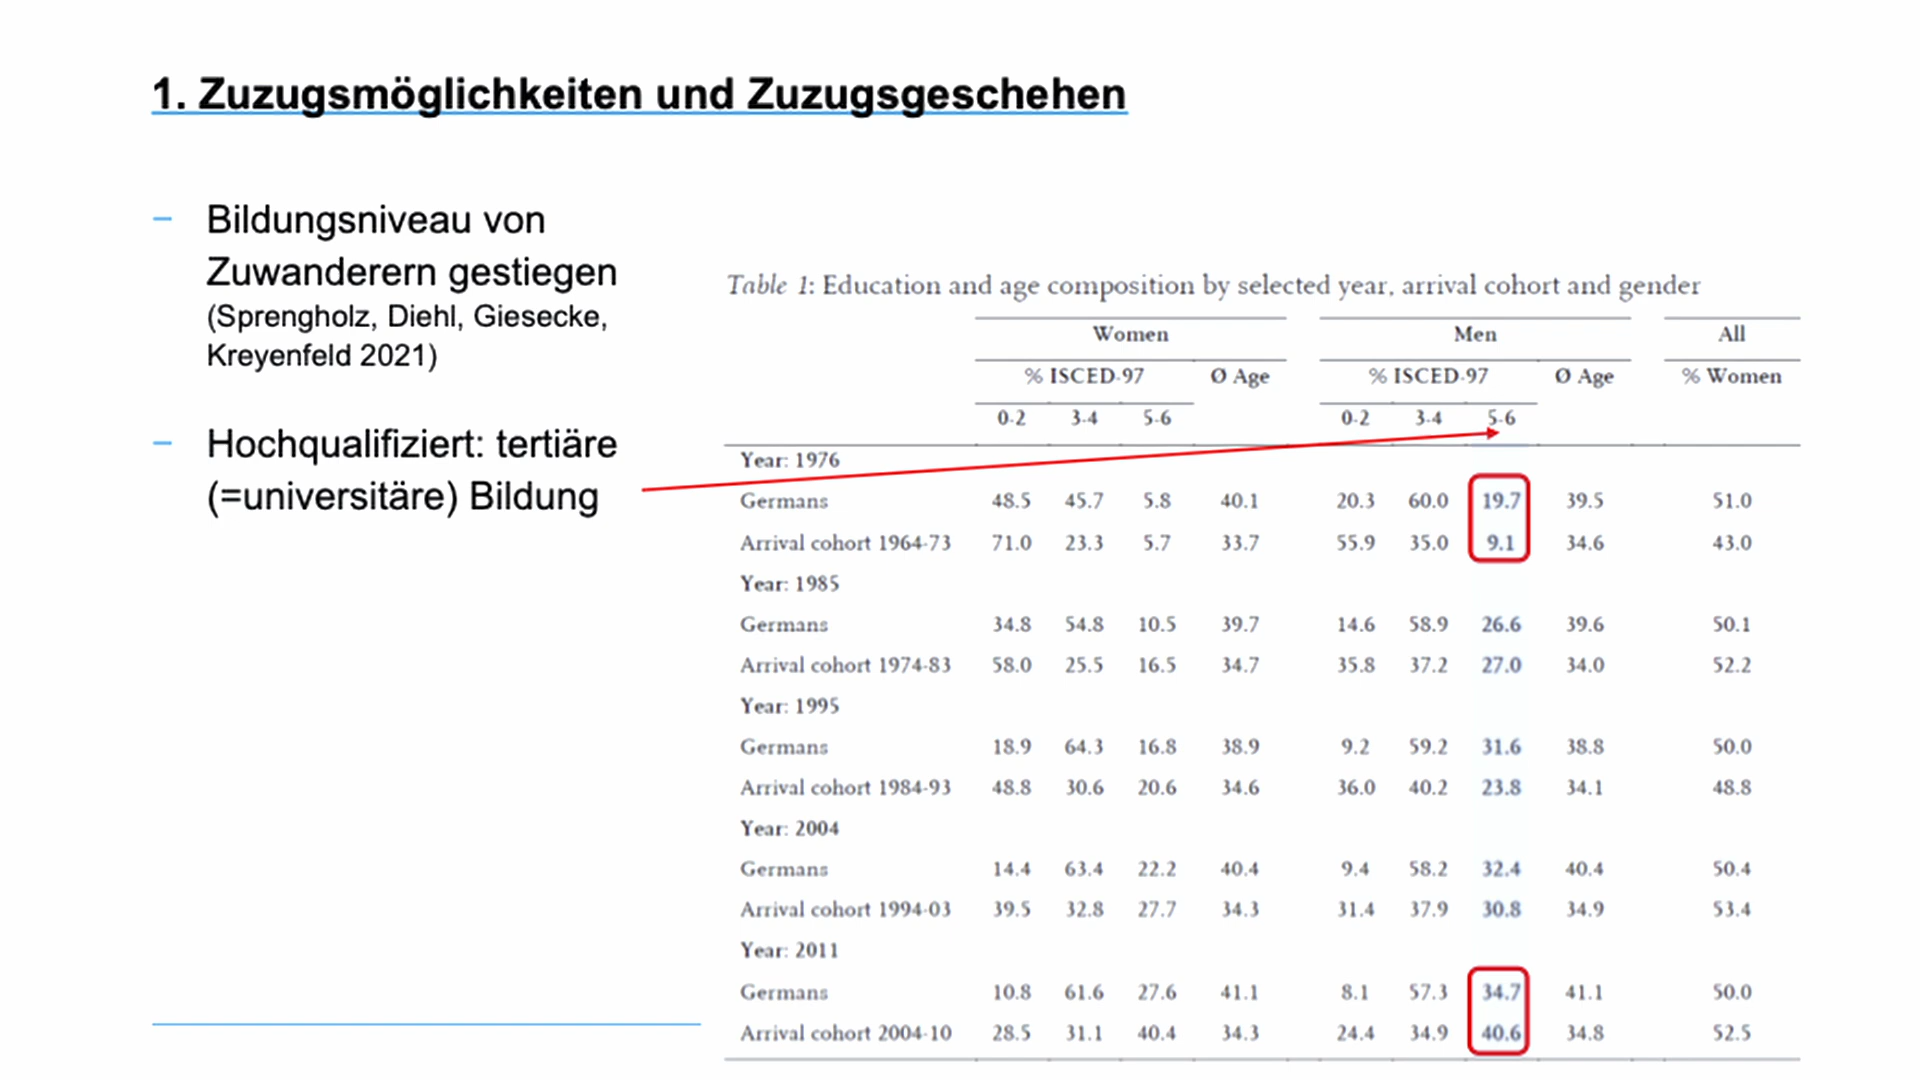 1. Zuzugsmöglichkeiten und Zuzugsgeschehen
– Bildungsniveau von
Zuwanderern gestiegen
(Sprengholz, Diehl, Giesecke,
Kreyenfeld 2021)
– Hochqualifiziert: tertiäre
(=universitäre) Bildung
Table 1: Education and age composition by selected year, arrival cohort and gender
Women Men All
% ISCED-97 Ø Age % ISCED-97 Ø Age % Women
0-2 3-4 5-6 0-2 3-4 5-6
Year: 1976
Germans 48.5 45.7 5.8 40.1 20.3 60.0 19.7 39.5 51.0
Arrival cohort 1964-73 71.0 23.3 5.7 33.7 55.9 35.0 9.1 34.6 43.0
Year: 1985
Germans 34.8 54.8 10.5 39.7 14.6 58.9 26.6 39.6 50.1
Arrival cohort 1974-83 58.0 25.5 16.5 34.7 35.8 37.2 27.0 34.0 52.2
Year: 1995
Germans 18.9 64.3 16.8 38.9 9.2 59.2 31.6 38.8 50.0
Arrival cohort 1984-93 48.8 30.6 20.6 34.6 36.0 40.2 23.8 34.1 48.8
Year: 2004
Germans 14.4 63.4 22.2 40.4 9.4 58.2 32.4 40.4 50.4
Arrival cohort 1994-03 39.5 32.8 27.7 34.3 31.4 37.9 30.8 34.9 53.4
Year: 2011
Germans 10.8 61.6 27.6 41.1 8.1 57.3 34.7 41.1 50.0
Arrival cohort 2004-10 28.5 31.1 40.4 34.3 24.4 34.9 40.6 34.8 52.5